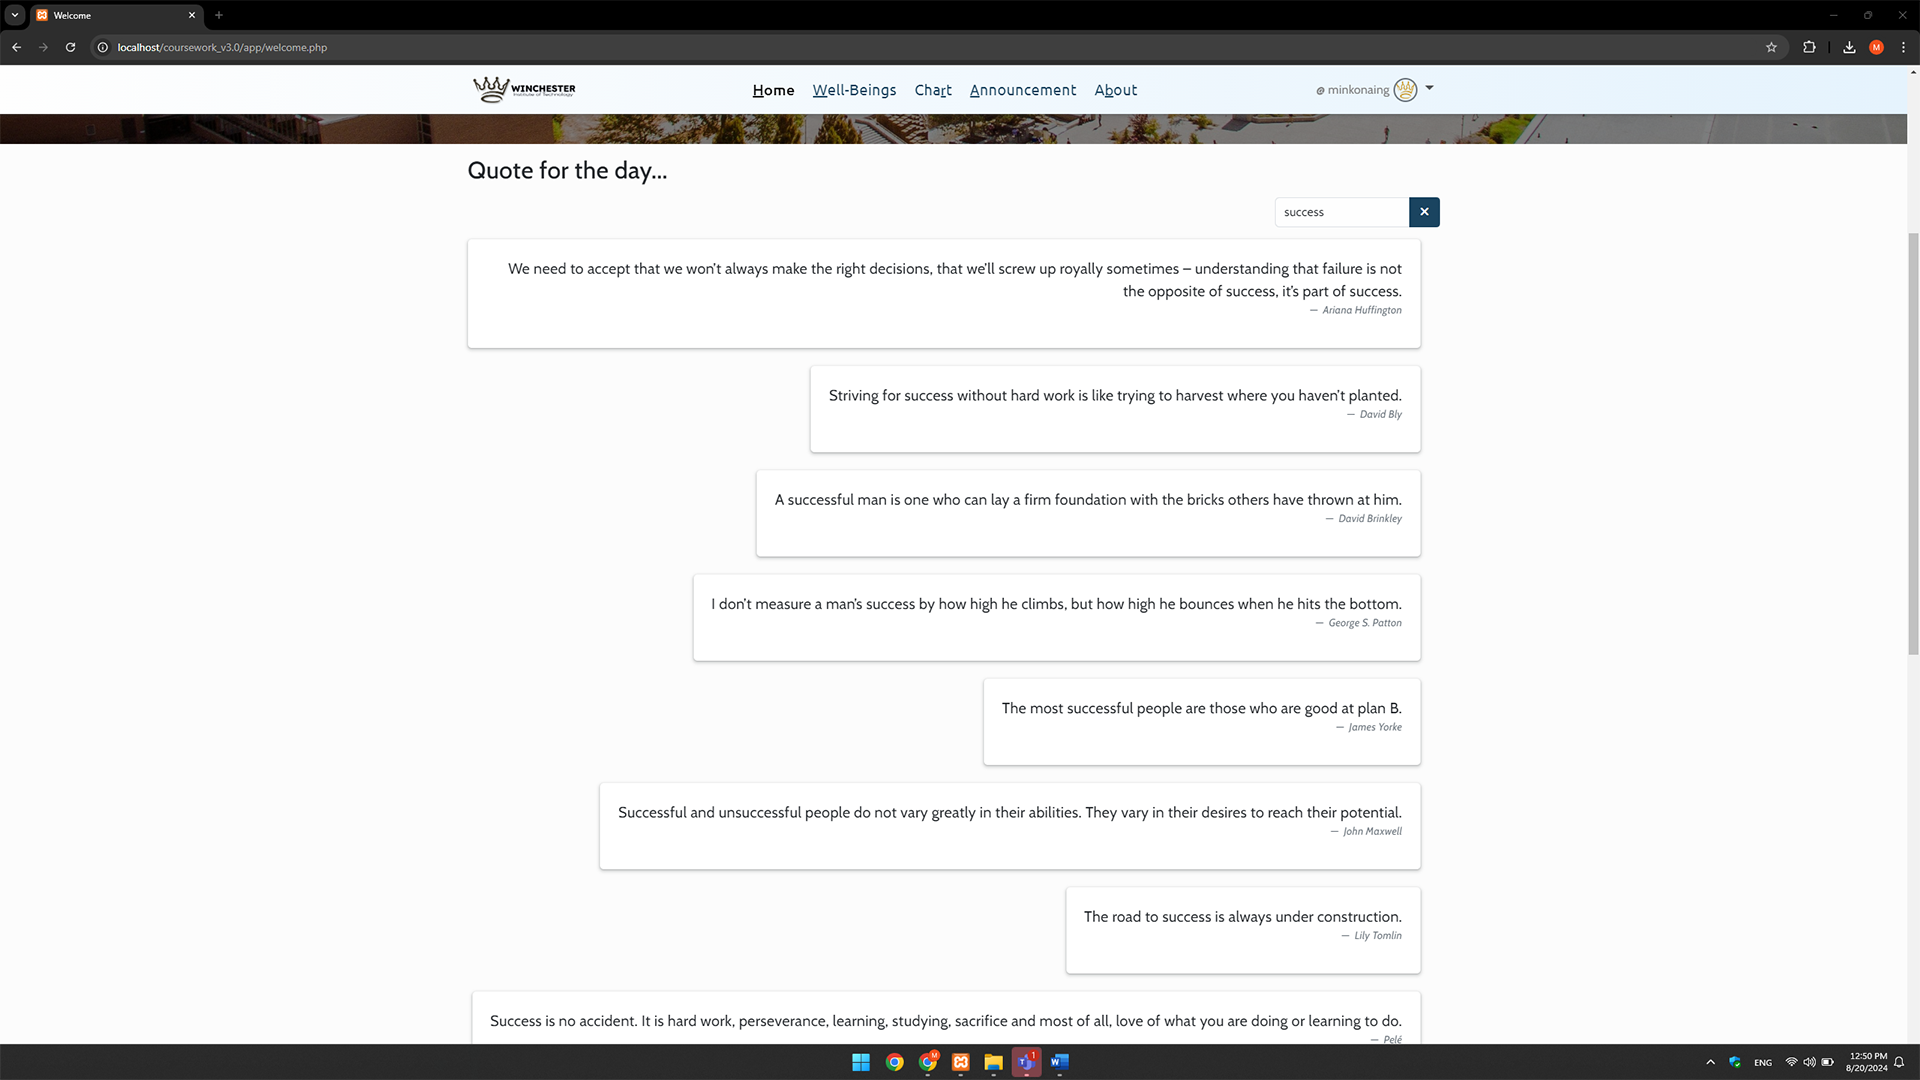 Welcome
localhost/coursework_v3.0/app/welcome.php
M
WINCHESTER
Institute of Technology
Home
Well-Beings
Chart
Announcement
About
@ minkonaing
Quote for the day...
success
We need to accept that we won’t always make the right decisions, that we’ll screw up royally sometimes – understanding that failure is not
the opposite of success, it’s part of success.
— Ariana Huffington
Striving for success without hard work is like trying to harvest where you haven’t planted.
— David Bly
A successful man is one who can lay a firm foundation with the bricks others have thrown at him.
— David Brinkley
I don’t measure a man’s success by how high he climbs, but how high he bounces when he hits the bottom.
— George S. Patton
The most successful people are those who are good at plan B.
— James Yorke
Successful and unsuccessful people do not vary greatly in their abilities. They vary in their desires to reach their potential.
— John Maxwell
The road to success is always under construction.
— Lily Tomlin
Success is no accident. It is hard work, perseverance, learning, studying, sacrifice and most of all, love of what you are doing or learning to do.
— Pelé
ENG
12:50 PM
8/20/2024